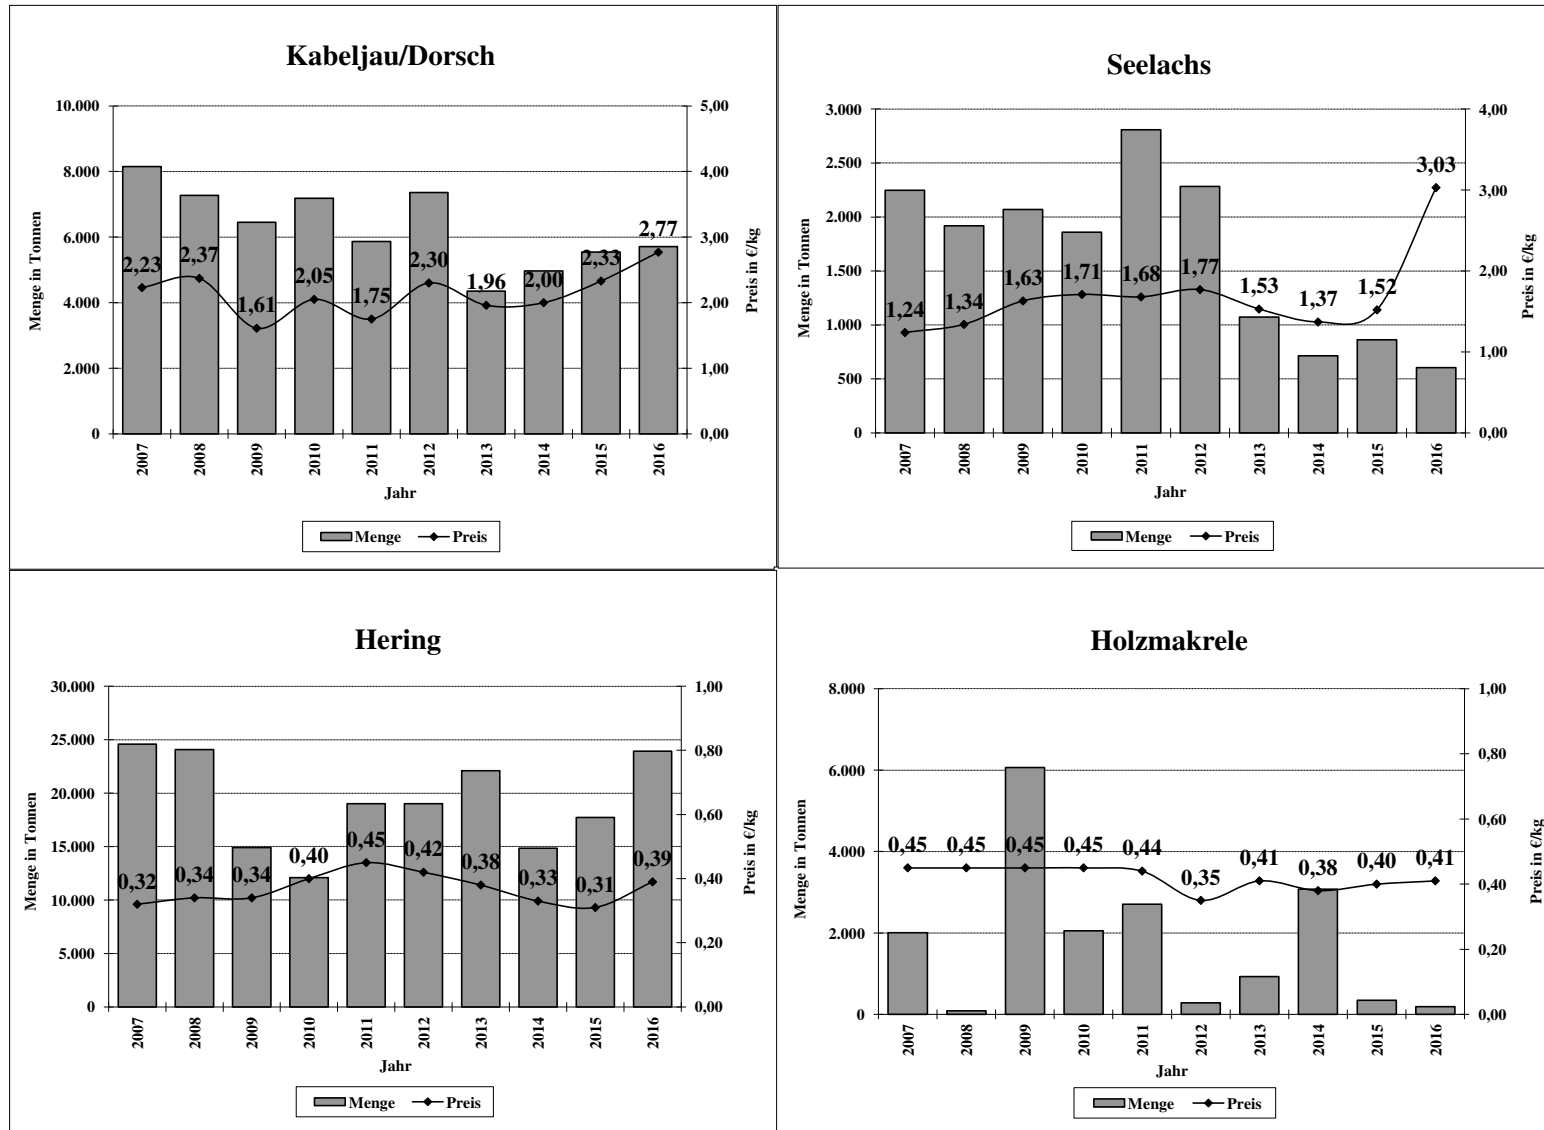 Kabeljau/Dorsch
Menge in Tonnen
10.000
8.000
6.000
4.000
2.000
0
5,00
4,00
3,00
2,00
1,00
0,00
Preis in €/kg
2,23 2,37 1,61 2,05 1,75 2,30 1,96 2,00 2,33 2,77
2007 2008 2009 2010 2011 2012 2013 2014 2015 2016
Jahr
Menge Preis
Seelachs
Menge in Tonnen
3.000
2.500
2.000
1.500
1.000
500
0
4,00
3,00
2,00
1,00
0,00
Preis in €/kg
1,24 1,34 1,63 1,71 1,68 1,77 1,53 1,37 1,52 3,03
2007 2008 2009 2010 2011 2012 2013 2014 2015 2016
Jahr
Menge Preis
Hering
Menge in Tonnen
30.000
25.000
20.000
15.000
10.000
5.000
0
1,00
0,80
0,60
0,40
0,20
0,00
Preis in €/kg
0,32 0,34 0,34 0,40 0,45 0,42 0,38 0,33 0,31 0,39
2007 2008 2009 2010 2011 2012 2013 2014 2015 2016
Jahr
Menge Preis
Holzmakrele
Menge in Tonnen
8.000
6.000
4.000
2.000
0
1,00
0,80
0,60
0,40
0,20
0,00
Preis in €/kg
0,45 0,45 0,45 0,45 0,44 0,35 0,41 0,38 0,40 0,41
2007 2008 2009 2010 2011 2012 2013 2014 2015 2016
Jahr
Menge Preis